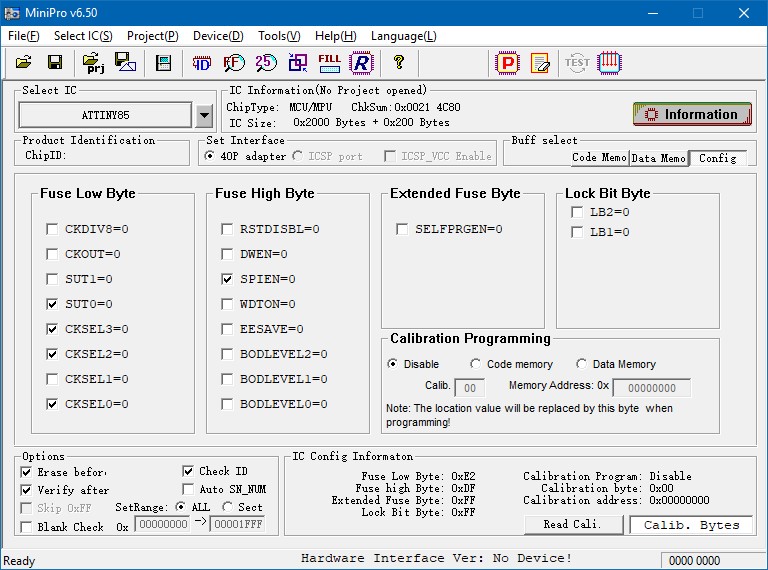 MiniPro v6.50
File(F) Select IC(S) Project(P) Device(D) Tools(V) Help(H) Language(L)
prj ID FF 25 FILL R ? P TEST
Select IC
ATTINY85
IC Information(No Project opened)
ChipType: MCU/MPU ChkSum:0x0021 4C80
IC Size: 0x2000 Bytes + 0x200 Bytes
Information
Product Identification
ChipID:
Set Interface
40P adapter ICSP port ICSP_VCC Enable
Buff select
Code Memo Data Memo Config
Fuse Low Byte
CKDIV8=0
CKOUT=0
SUT1=0
SUT0=0
CKSEL3=0
CKSEL2=0
CKSEL1=0
CKSEL0=0
Fuse High Byte
RSTDISBL=0
DWEN=0
SPIEN=0
WDTON=0
EESAVE=0
BODLEVEL2=0
BODLEVEL1=0
BODLEVEL0=0
Extended Fuse Byte
SELFPRGEN=0
Lock Bit Byte
LB2=0
LB1=0
Calibration Programming
Disable Code memory Data Memory
Calib. 00 Memory Address: 0x 00000000
Note: The location value will be replaced by this byte when
programming!
Options
Erase before Check ID
Verify after Auto SN_NUM
Skip 0xFF SetRange: ALL Sect
Blank Check 0x 00000000 -> 00001FFF
IC Config Informaton
Fuse Low Byte: 0xE2
Fuse high Byte: 0xDF
Extended Fuse Byte: 0xFF
Lock Bit Byte: 0xFF
Calibration Program: Disable
Calibration byte: 0x00
Calibration address: 0x00000000
Read Cali. Calib. Bytes
Ready Hardware Interface Ver: No Device! 0000 0000